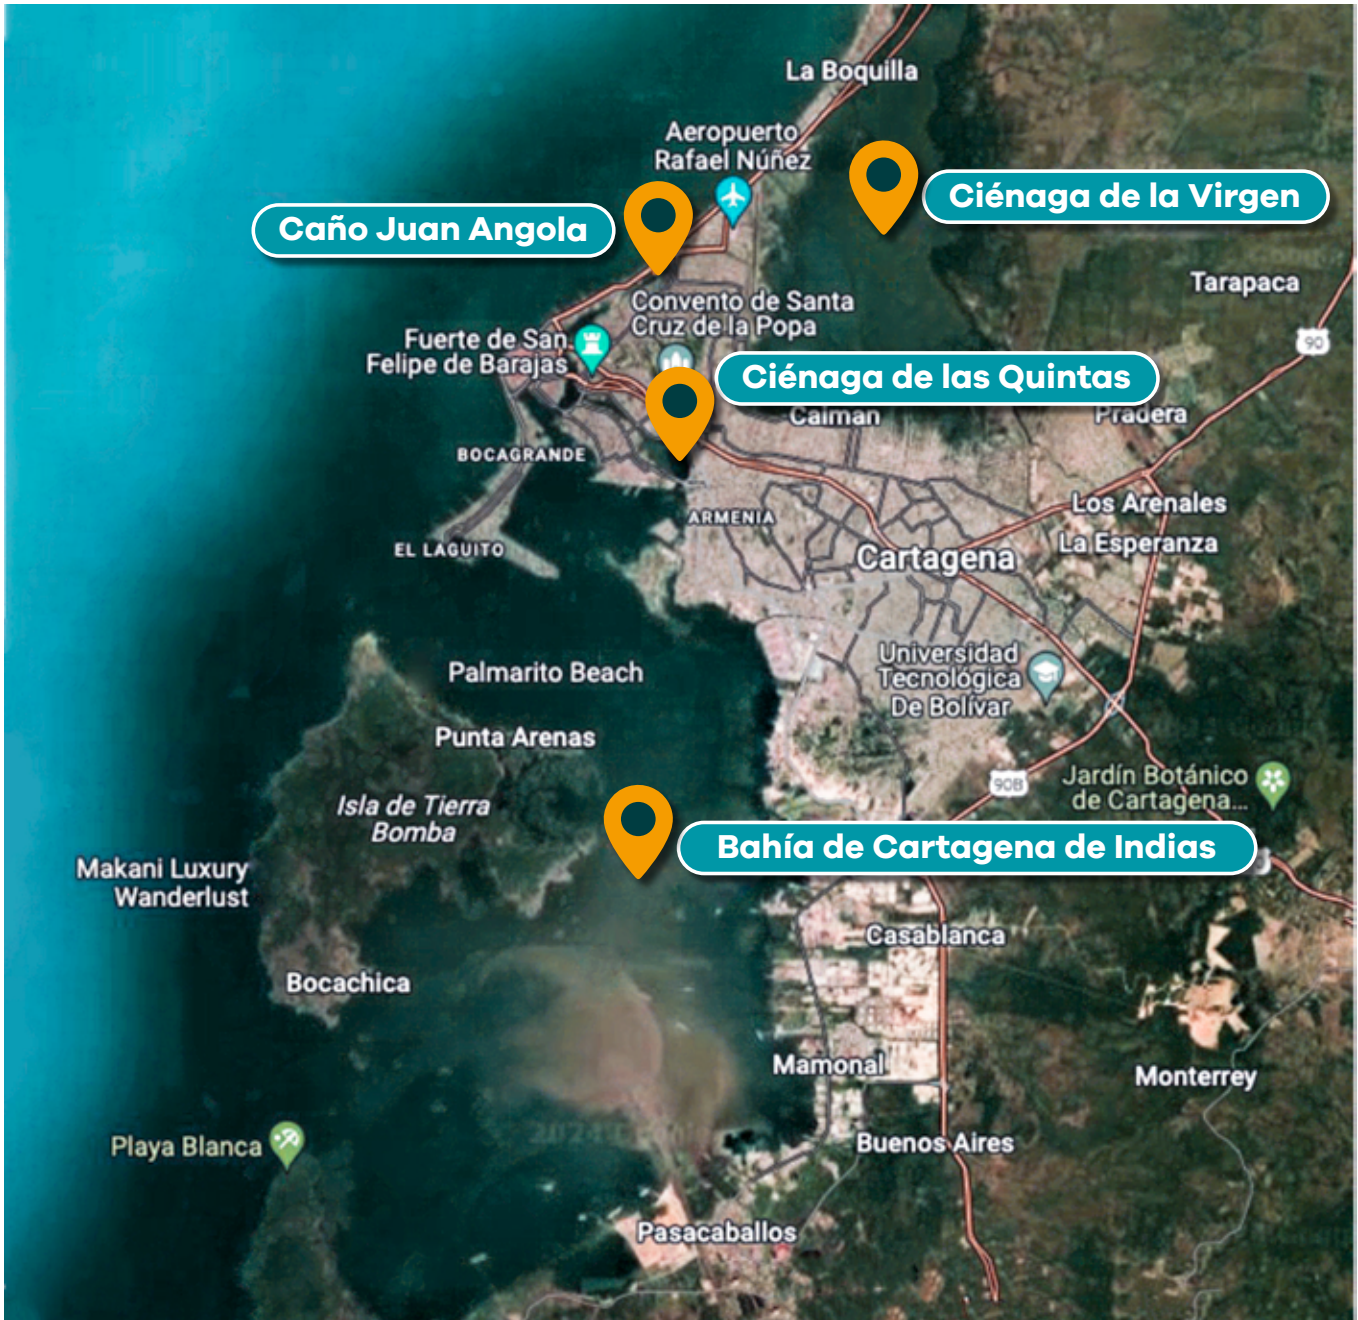 La Boquilla
Aeropuerto
Rafael Núñez
Ciénaga de la Virgen
Caño Juan Angola
Tarapaca
Convento de Santa
Cruz de la Popa
90
Fuerte de San
Felipe de Barajas
Ciénaga de las Quintas
Caiman
Pradera
BOCAGRANDE
Los Arenales
ARMENIA
La Esperanza
EL LAGUITO
Cartagena
Universidad
Tecnológica
De Bolívar
Palmarito Beach
Punta Arenas
Jardín Botánico
de Cartagena...
90B
Isla de Tierra
Bomba
Bahía de Cartagena de Indias
Makani Luxury
Wanderlust
Casablanca
Bocachica
Mamonal
Monterrey
Playa Blanca
Buenos Aires
Pasacaballos